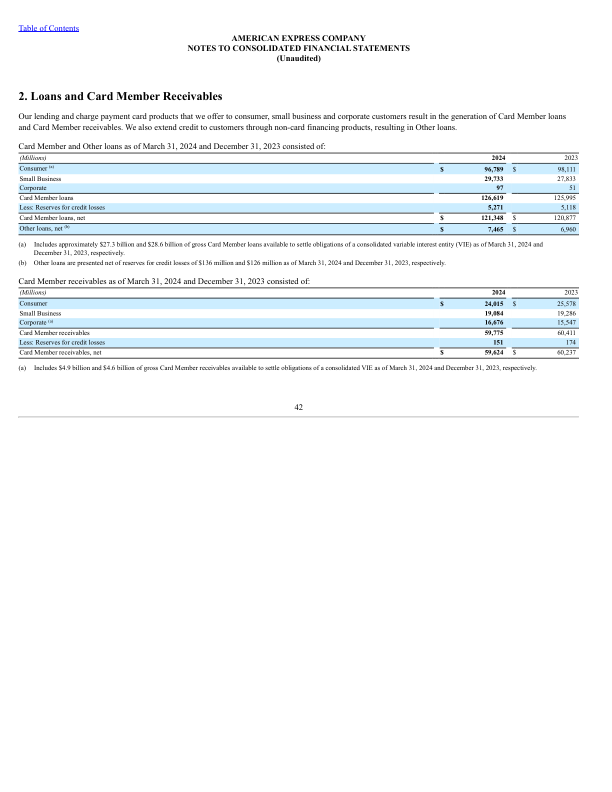 Table of Contents
AMERICAN EXPRESS COMPANY
NOTES TO CONSOLIDATED FINANCIAL STATEMENTS
(Unaudited)
2. Loans and Card Member Receivables
Our lending and charge payment card products that we offer to consumer, small business and corporate customers result in the generation of Card Member loans
and Card Member receivables. We also extend credit to customers through non-card financing products, resulting in Other loans.
Card Member and Other loans as of March 31, 2024 and December 31, 2023 consisted of:
(Millions) 2024 2023
Consumer (a) $ 96,789 $ 98,111
Small Business 29,733 27,833
Corporate 97 51
Card Member loans 126,619 125,995
Less: Reserves for credit losses 5,271 5,118
Card Member loans, net $ 121,348 $ 120,877
Other loans, net (b) $ 7,465 $ 6,960
(a) Includes approximately $27.3 billion and $28.6 billion of gross Card Member loans available to settle obligations of a consolidated variable interest entity (VIE) as of March 31, 2024 and
December 31, 2023, respectively.
(b) Other loans are presented net of reserves for credit losses of $136 million and $126 million as of March 31, 2024 and December 31, 2023, respectively.
Card Member receivables as of March 31, 2024 and December 31, 2023 consisted of:
(Millions) 2024 2023
Consumer $ 24,015 $ 25,578
Small Business 19,084 19,286
Corporate (a) 16,676 15,547
Card Member receivables 59,775 60,411
Less: Reserves for credit losses 151 174
Card Member receivables, net $ 59,624 $ 60,237
(a) Includes $4.9 billion and $4.6 billion of gross Card Member receivables available to settle obligations of a consolidated VIE as of March 31, 2024 and December 31, 2023, respectively.
42